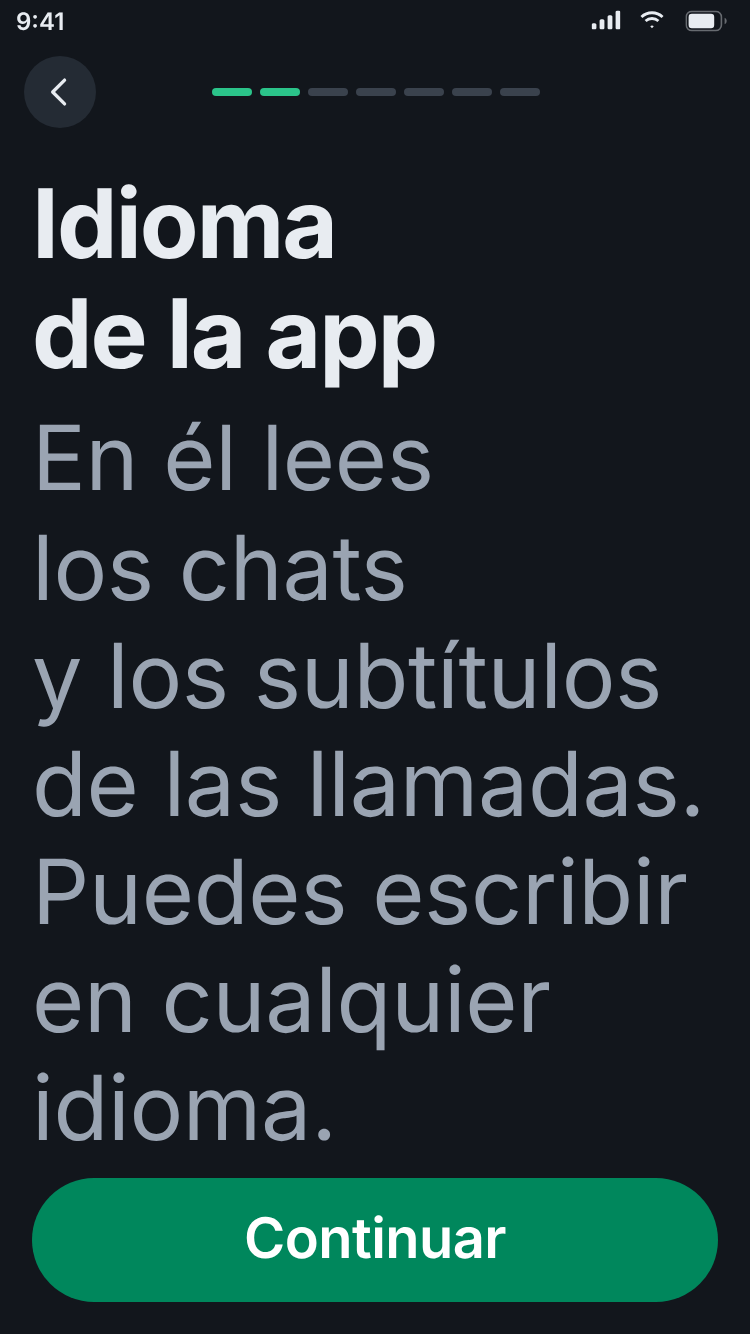 9:41
Idioma
de la app
En él lees
los chats
y los subtítulos
de las llamadas.
Puedes escribir
en cualquier
idioma.
Continuar